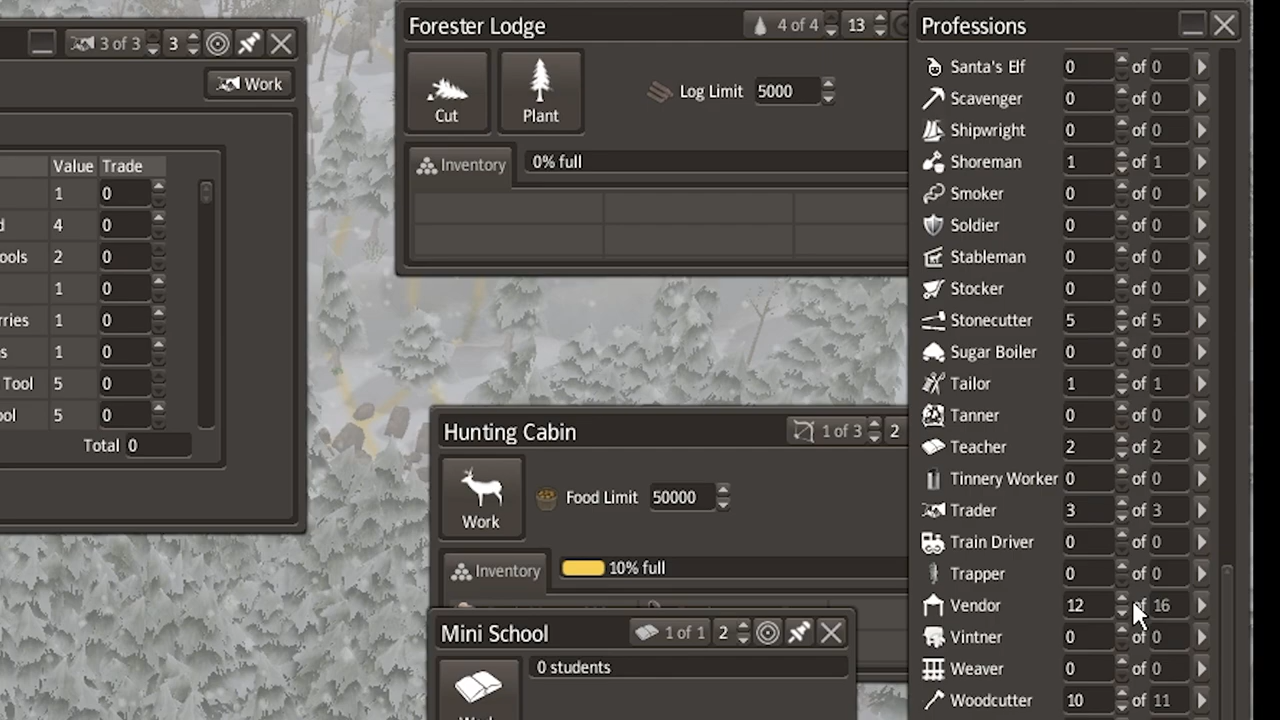 3 of 3 3
Work
Value Trade
1 0
d 4 0
ools 2 0
1 0
rries 1 0
s 1 0
Tool 5 0
ool 5 0
Total 0
Forester Lodge 4 of 4 13
Cut Plant Log Limit 5000
Inventory 0% full
Hunting Cabin 1 of 3 2
Work Food Limit 50000
Inventory 10% full
Mini School 1 of 1 2
0 students
Professions
Santa's Elf 0 of 0
Scavenger 0 of 0
Shipwright 0 of 0
Shoreman 1 of 1
Smoker 0 of 0
Soldier 0 of 0
Stableman 0 of 0
Stocker 0 of 0
Stonecutter 5 of 5
Sugar Boiler 0 of 0
Tailor 1 of 1
Tanner 0 of 0
Teacher 2 of 2
Tinnery Worker 0 of 0
Trader 3 of 3
Train Driver 0 of 0
Trapper 0 of 0
Vendor 12 of 16
Vintner 0 of 0
Weaver 0 of 0
Woodcutter 10 of 11